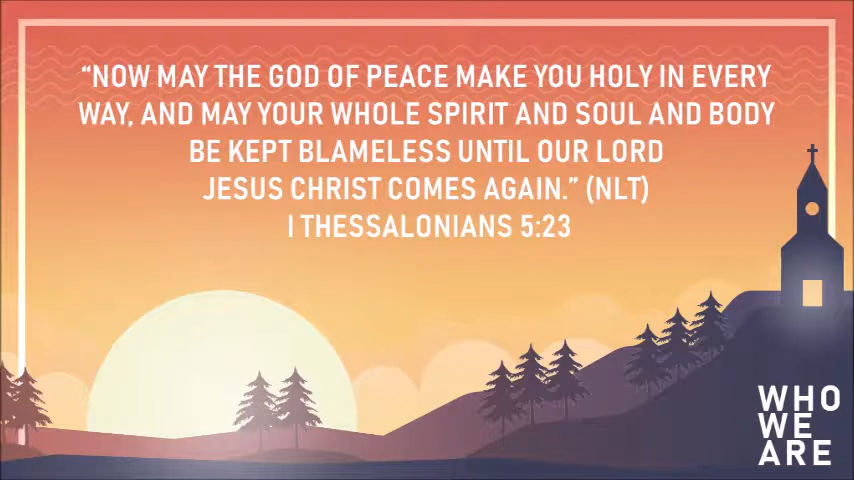 “NOW MAY THE GOD OF PEACE MAKE YOU HOLY IN EVERY
WAY, AND MAY YOUR WHOLE SPIRIT AND SOUL AND BODY
BE KEPT BLAMELESS UNTIL OUR LORD
JESUS CHRIST COMES AGAIN.” (NLT)
I THESSALONIANS 5:23
WHO
WE
ARE